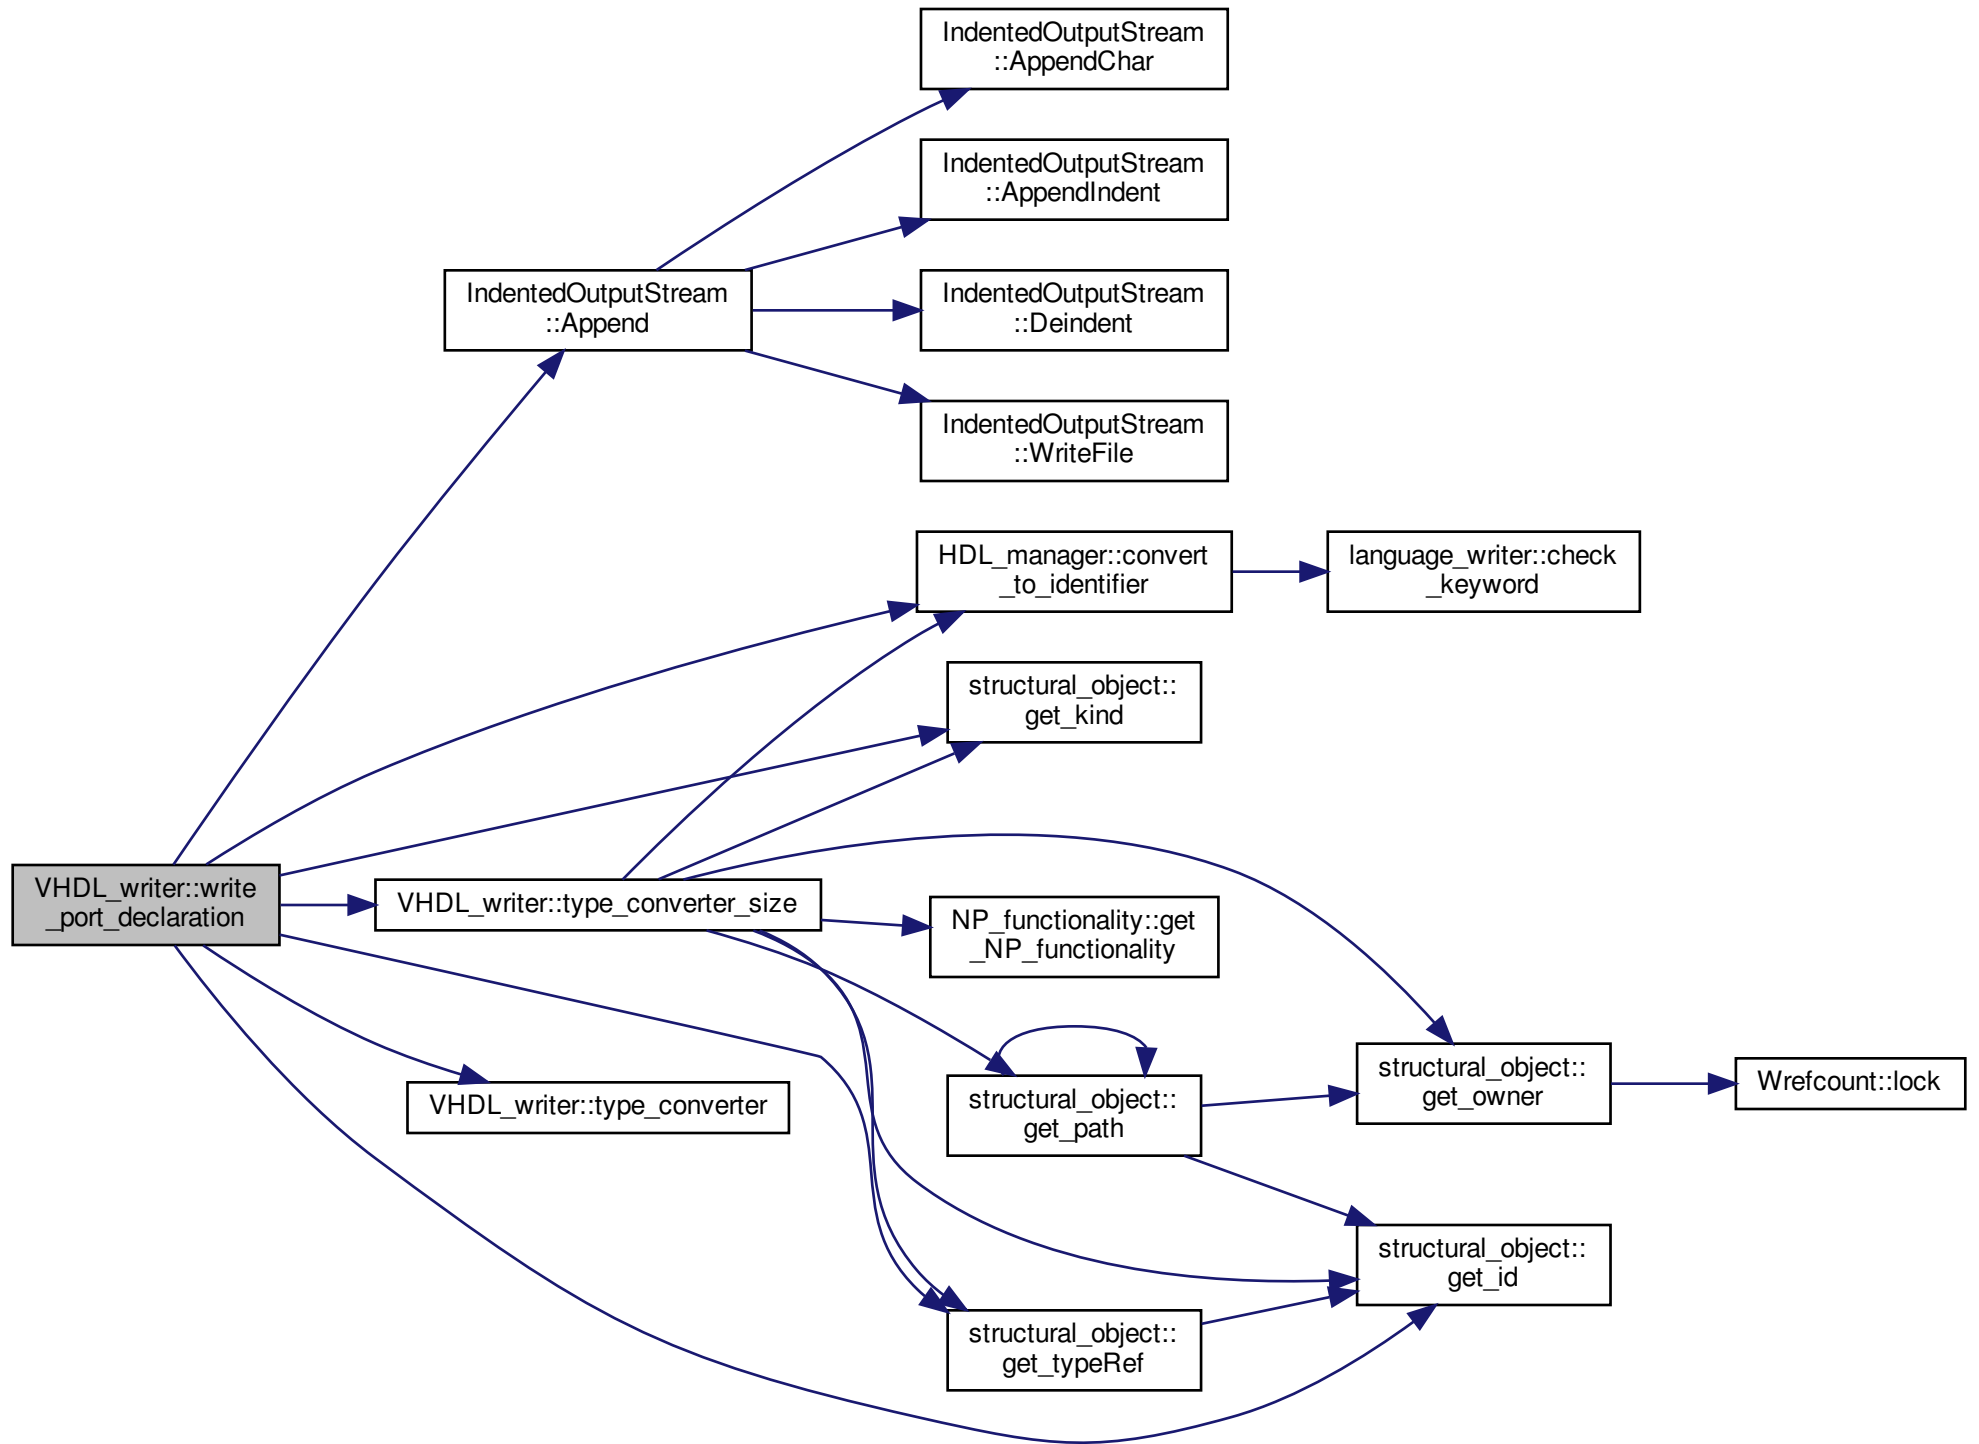 IndentedOutputStream
::AppendChar
IndentedOutputStream
::AppendIndent
IndentedOutputStream
::Append
IndentedOutputStream
::Deindent
IndentedOutputStream
::WriteFile
HDL_manager::convert
_to_identifier
language_writer::check
_keyword
structural_object::
get_kind
VHDL_writer::write
_port_declaration
VHDL_writer::type_converter_size
NP_functionality::get
_NP_functionality
VHDL_writer::type_converter
structural_object::
get_path
structural_object::
get_owner
Wrefcount::lock
structural_object::
get_id
structural_object::
get_typeRef